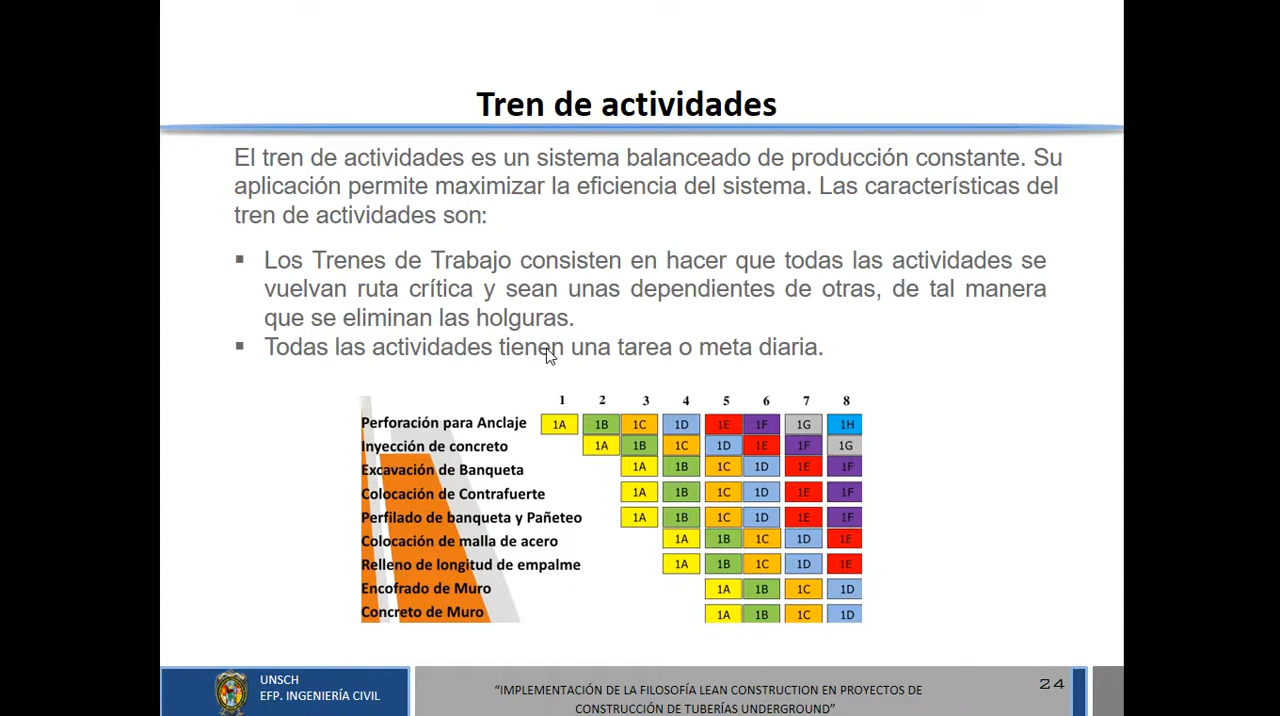 Tren de actividades
El tren de actividades es un sistema balanceado de producción constante. Su
aplicación permite maximizar la eficiencia del sistema. Las características del
tren de actividades son:
▪ Los Trenes de Trabajo consisten en hacer que todas las actividades se
vuelvan ruta crítica y sean unas dependientes de otras, de tal manera
que se eliminan las holguras.
▪ Todas las actividades tienen una tarea o meta diaria.
1 2 3 4 5 6 7 8
Perforación para Anclaje 1A 1B 1C 1D 1E 1F 1G 1H
Inyección de concreto 1A 1B 1C 1D 1E 1F 1G
Excavación de Banqueta 1A 1B 1C 1D 1E 1F
Colocación de Contrafuerte 1A 1B 1C 1D 1E 1F
Perfilado de banqueta y Pañeteo 1A 1B 1C 1D 1E 1F
Colocación de malla de acero 1A 1B 1C 1D 1E
Relleno de longitud de empalme 1A 1B 1C 1D 1E
Encofrado de Muro 1A 1B 1C 1D
Concreto de Muro 1A 1B 1C 1D
UNSCH
EFP. INGENIERÍA CIVIL
“IMPLEMENTACIÓN DE LA FILOSOFÍA LEAN CONSTRUCTION EN PROYECTOS DE
CONSTRUCCIÓN DE TUBERÍAS UNDERGROUND”
24